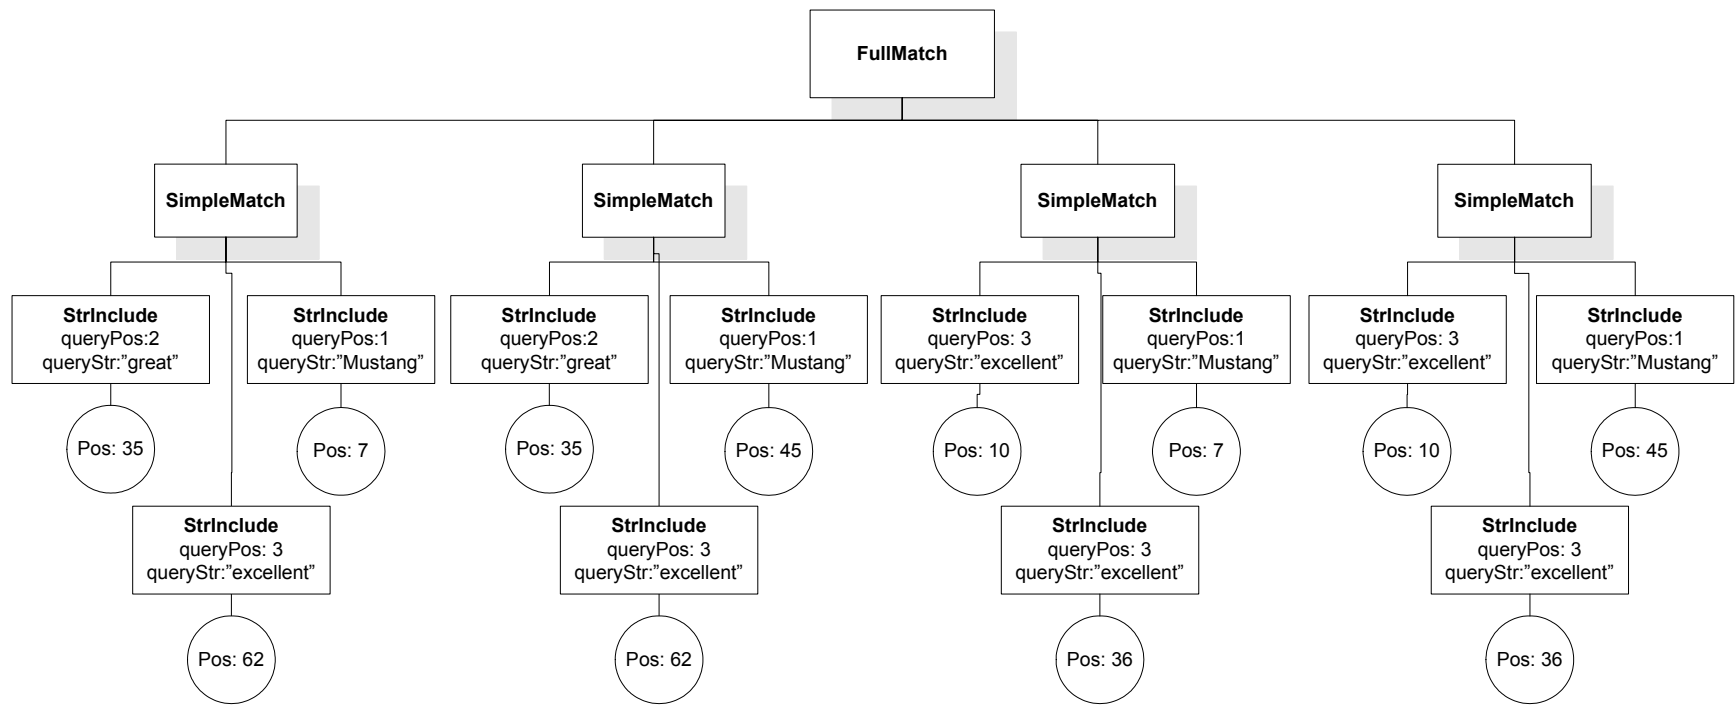 FullMatch
SimpleMatch
SimpleMatch
SimpleMatch
SimpleMatch
StrInclude
queryPos:2
queryStr:”great”
StrInclude
queryPos:1
queryStr:”Mustang”
StrInclude
queryPos:2
queryStr:”great”
StrInclude
queryPos:1
queryStr:”Mustang”
StrInclude
queryPos: 3
queryStr:”excellent”
StrInclude
queryPos:1
queryStr:”Mustang”
StrInclude
queryPos: 3
queryStr:”excellent”
StrInclude
queryPos:1
queryStr:”Mustang”
Pos: 35
Pos: 7
Pos: 35
Pos: 45
Pos: 10
Pos: 7
Pos: 10
Pos: 45
StrInclude
queryPos: 3
queryStr:”excellent”
StrInclude
queryPos: 3
queryStr:”excellent”
StrInclude
queryPos: 3
queryStr:”excellent”
StrInclude
queryPos: 3
queryStr:”excellent”
Pos: 62
Pos: 62
Pos: 36
Pos: 36